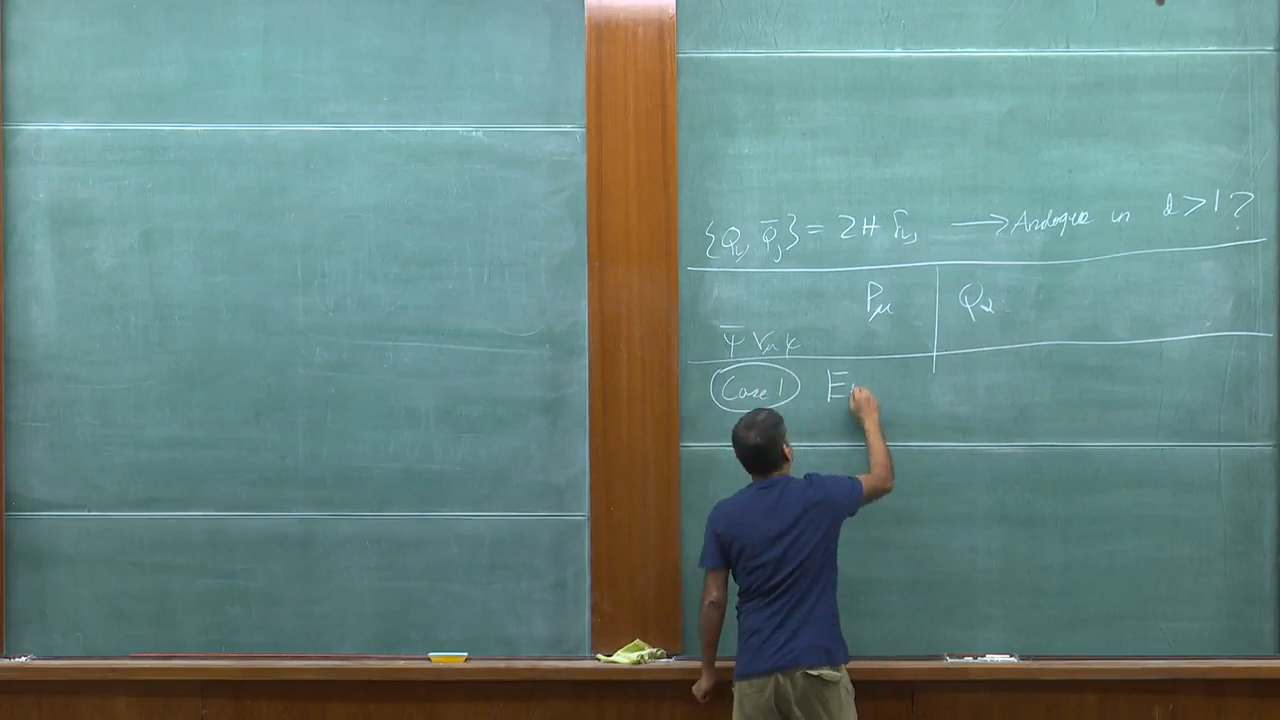 {Q_i, Q̄_j} = 2H δ_ij → Analogue in d > 1 ?
P_μ | Q_α
ψ̄ γ_μ ψ
Case 1 E